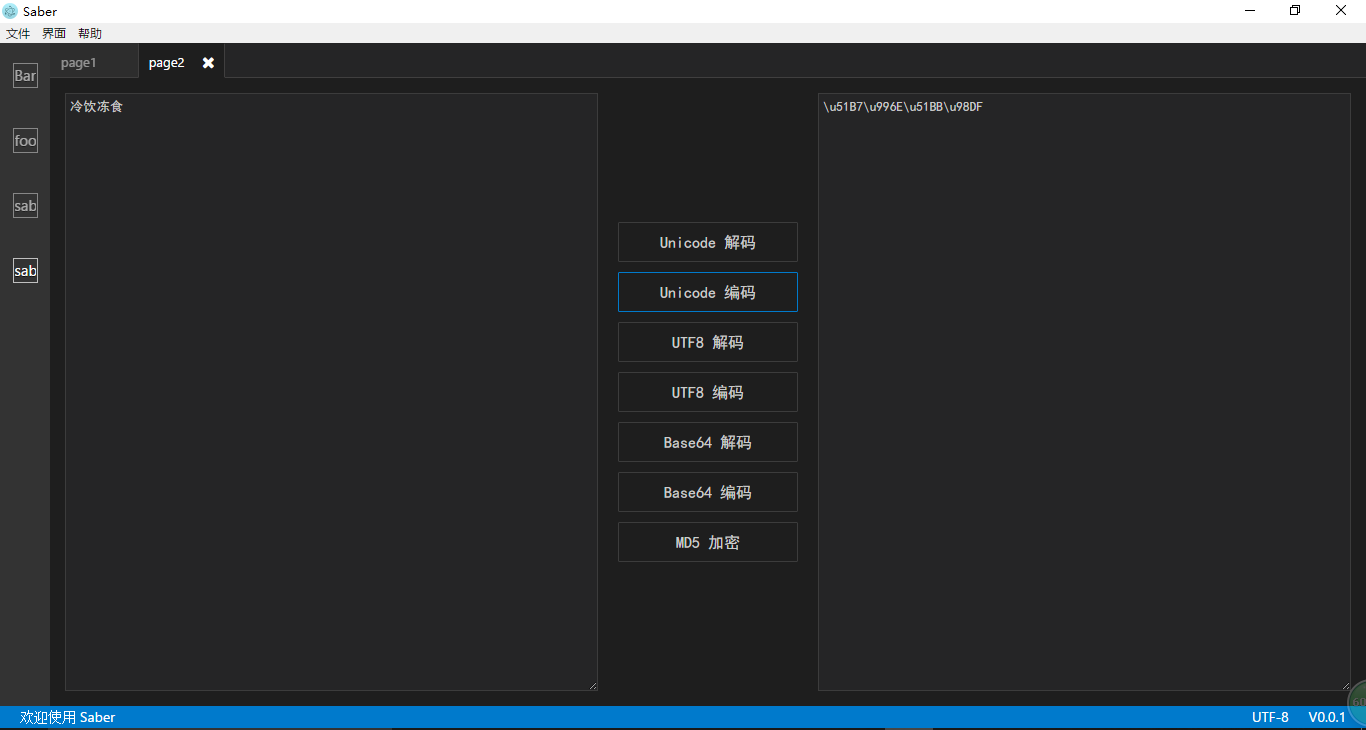 Saber
文件 界面 帮助
page1 page2
Bar
foo
sab
sab
冷饮冻食
\u51B7\u996E\u51BB\u98DF
Unicode 解码
Unicode 编码
UTF8 解码
UTF8 编码
Base64 解码
Base64 编码
MD5 加密
欢迎使用 Saber
UTF-8 V0.0.1